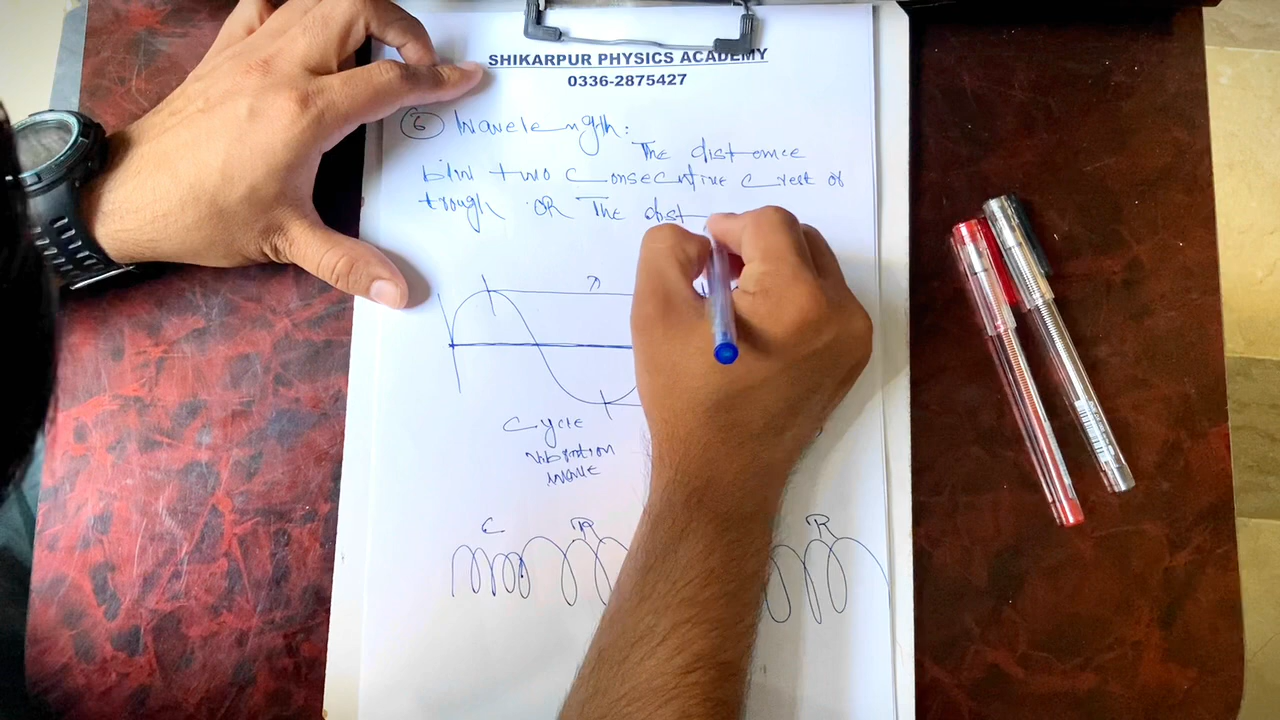 SHIKARPUR PHYSICS ACADEMY
0336-2875427
6 Wavelength:
The distance
b/w two consecutive crest or
trough OR The dist
λ
Cycle
vibration
wave
C R R